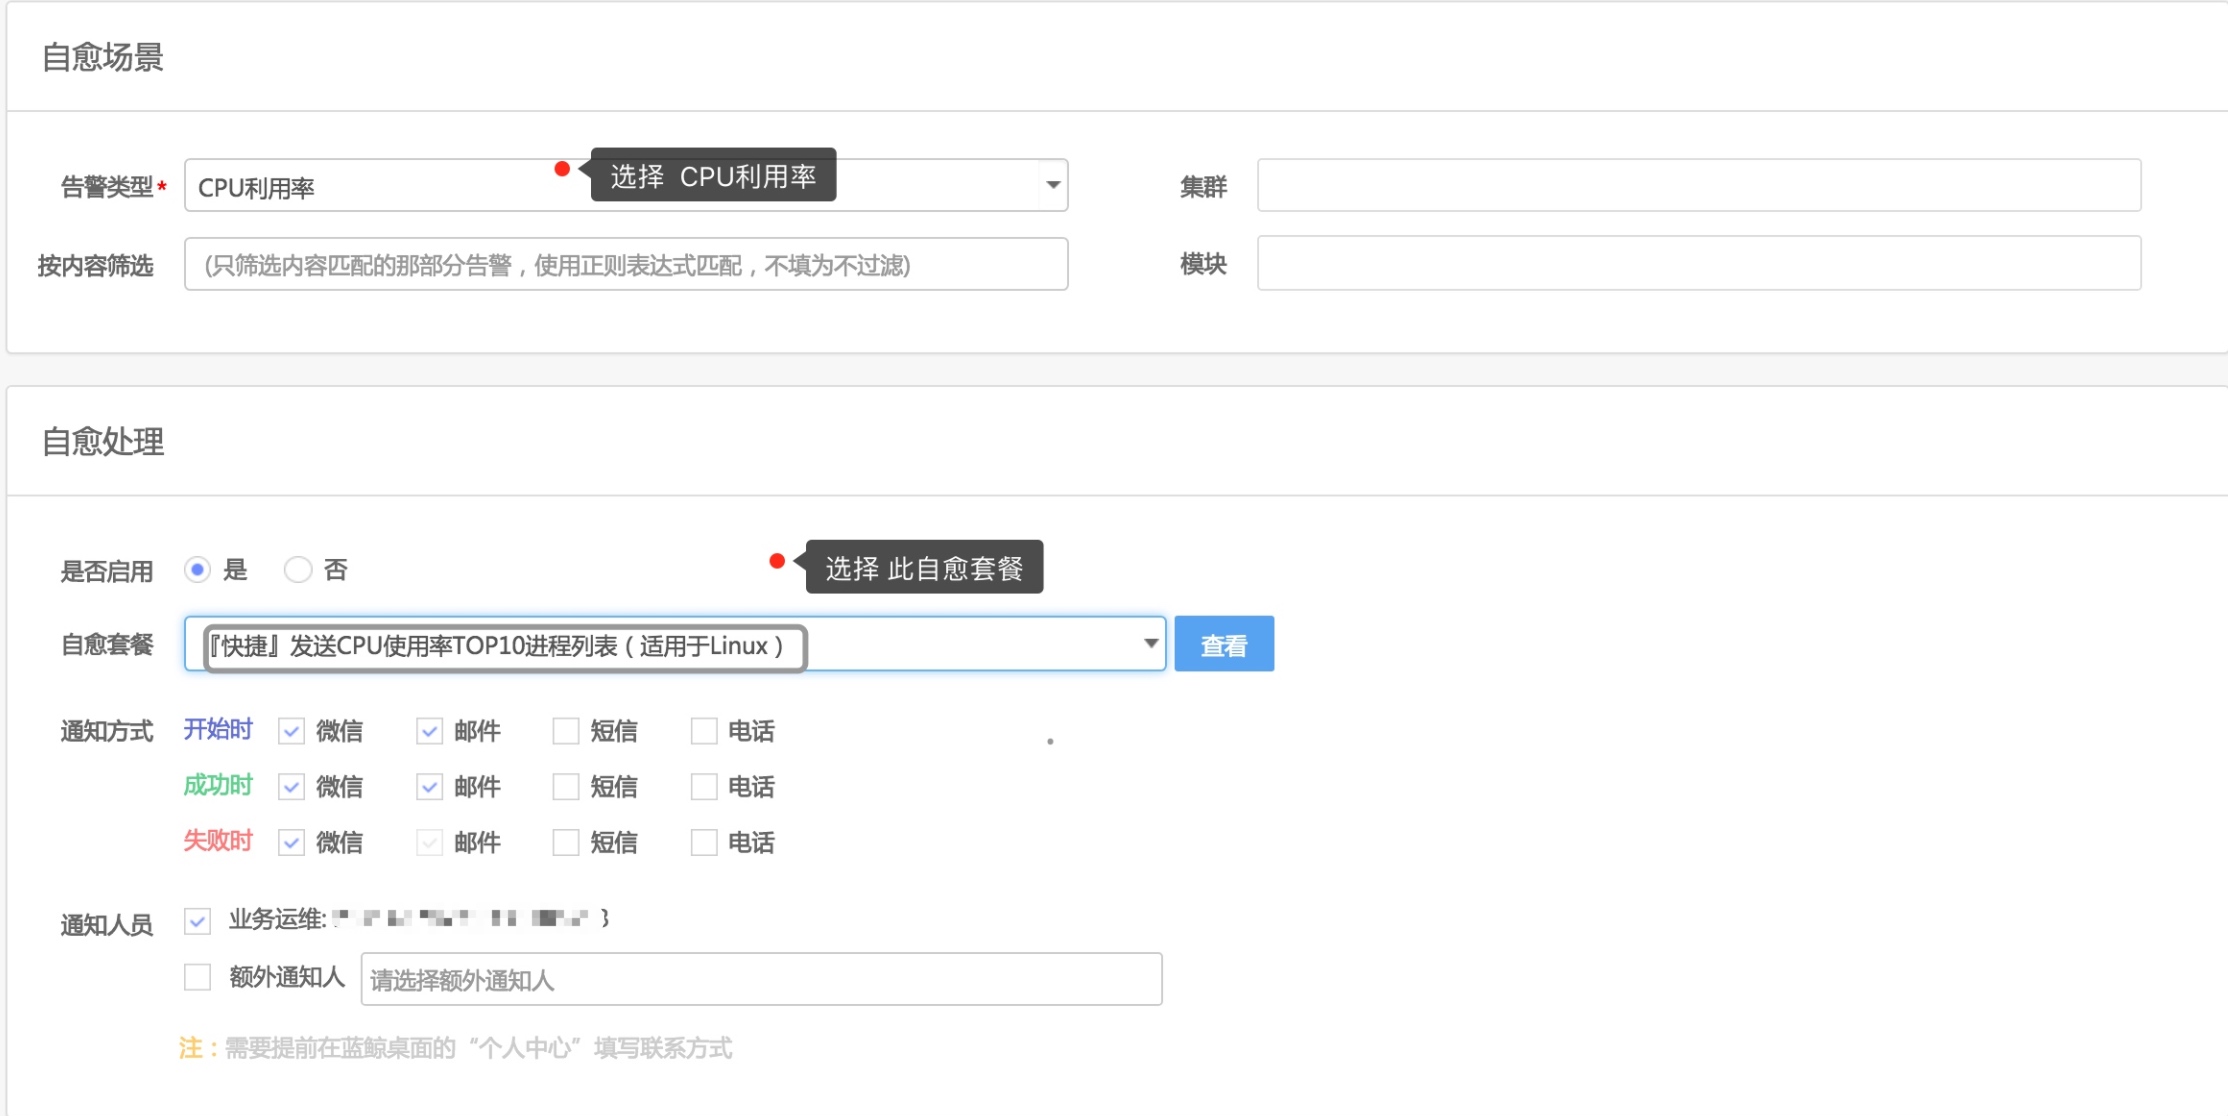 自愈场景
告警类型* CPU利用率 选择 CPU利用率 集群
按内容筛选 (只筛选内容匹配的那部分告警，使用正则表达式匹配，不填为不过滤) 模块
自愈处理
是否启用 是 否 选择 此自愈套餐
自愈套餐 『快捷』发送CPU使用率TOP10进程列表（适用于Linux） 查看
通知方式 开始时 微信 邮件 短信 电话
成功时 微信 邮件 短信 电话
失败时 微信 邮件 短信 电话
通知人员 业务运维:
额外通知人 请选择额外通知人
注：需要提前在蓝鲸桌面的“个人中心”填写联系方式